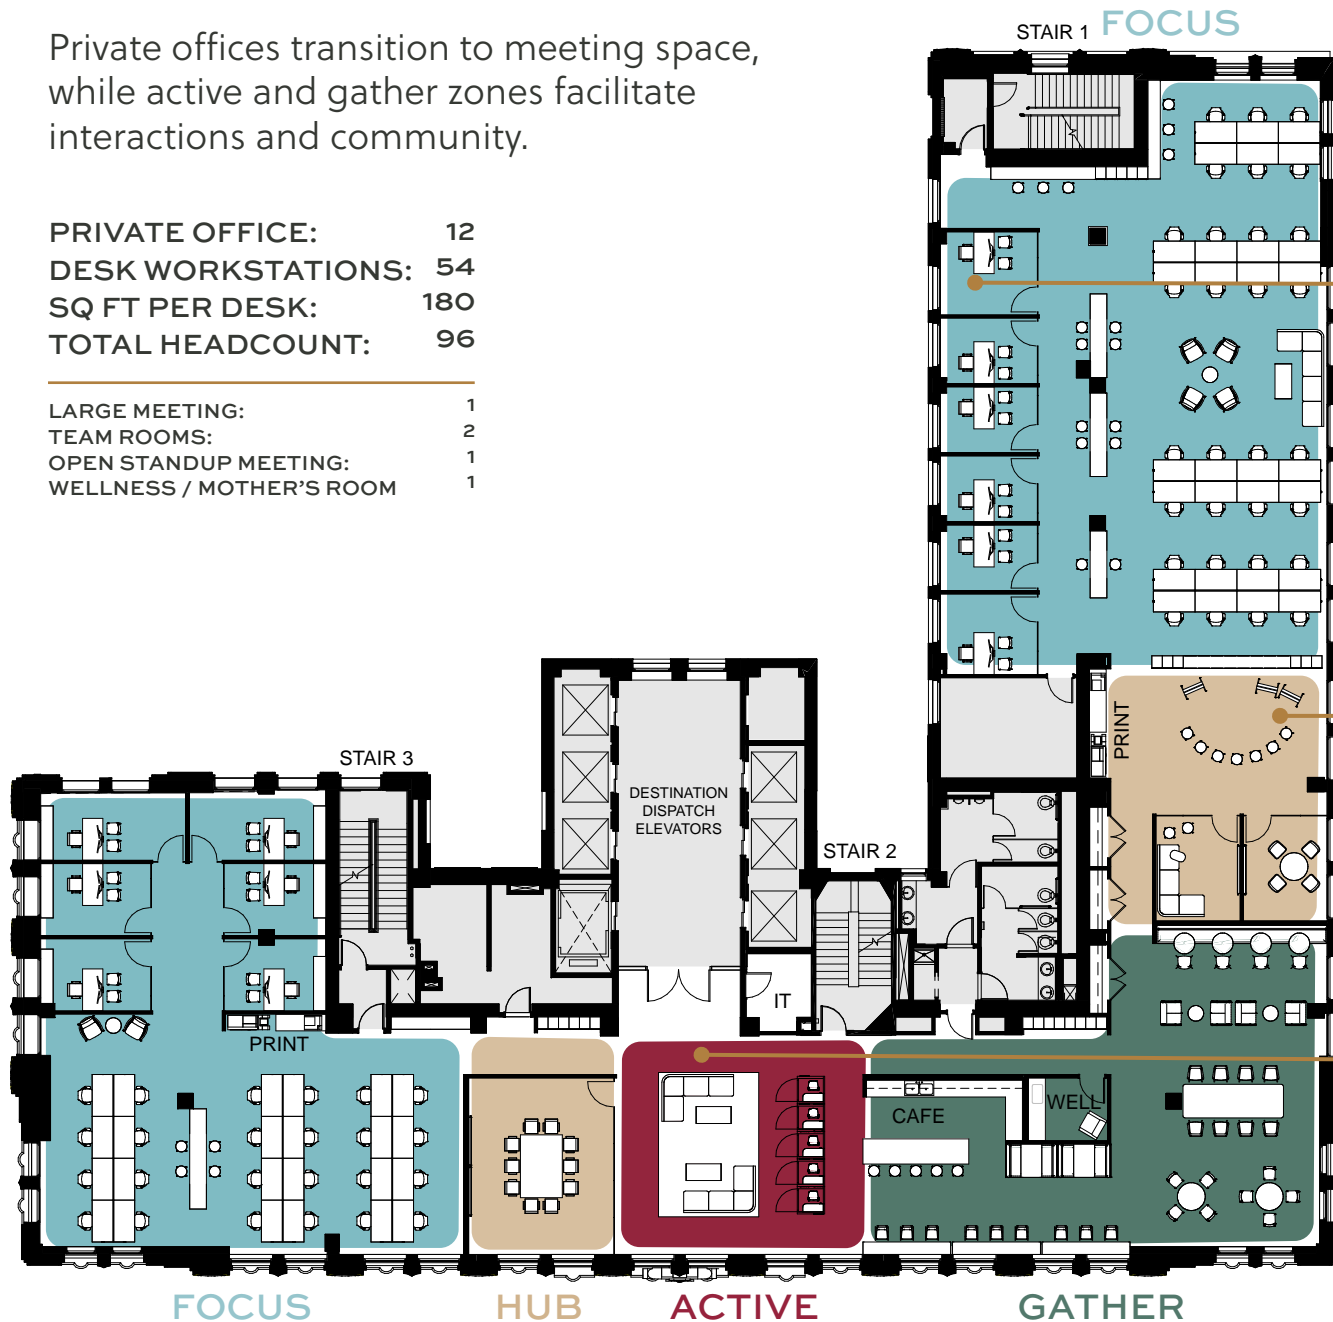 Private offices transition to meeting space,
while active and gather zones facilitate
interactions and community.
PRIVATE OFFICE: 12
DESK WORKSTATIONS: 54
SQ FT PER DESK: 180
TOTAL HEADCOUNT: 96
LARGE MEETING: 1
TEAM ROOMS: 2
OPEN STANDUP MEETING: 1
WELLNESS / MOTHER'S ROOM 1
STAIR 1
FOCUS
PRINT
STAIR 3
DESTINATION
DISPATCH
ELEVATORS
STAIR 2
IT
PRINT
CAFE
WELL
FOCUS
HUB
ACTIVE
GATHER